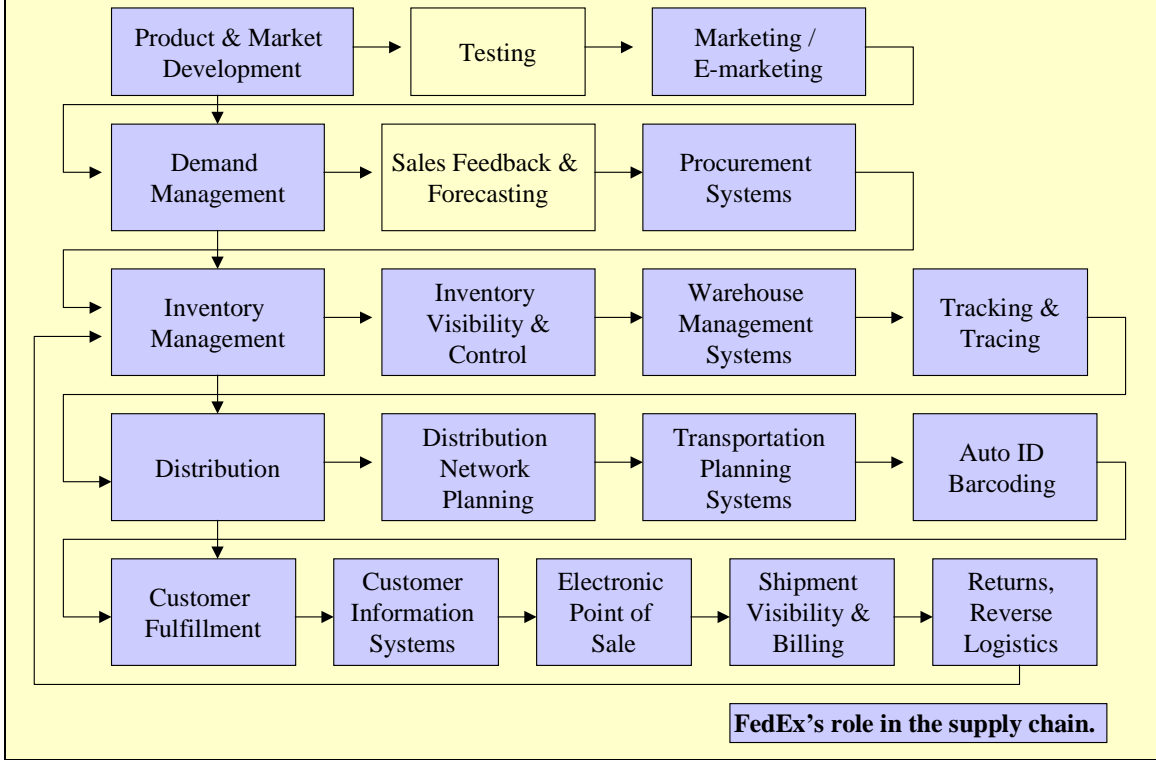 Product & Market
Development
Testing
Marketing /
E-marketing
Demand
Management
Sales Feedback &
Forecasting
Procurement
Systems
Inventory
Management
Inventory
Visibility &
Control
Warehouse
Management
Systems
Tracking &
Tracing
Distribution
Distribution
Network
Planning
Transportation
Planning
Systems
Auto ID
Barcoding
Customer
Fulfillment
Customer
Information
Systems
Electronic
Point of
Sale
Shipment
Visibility &
Billing
Returns,
Reverse
Logistics
FedEx’s role in the supply chain.